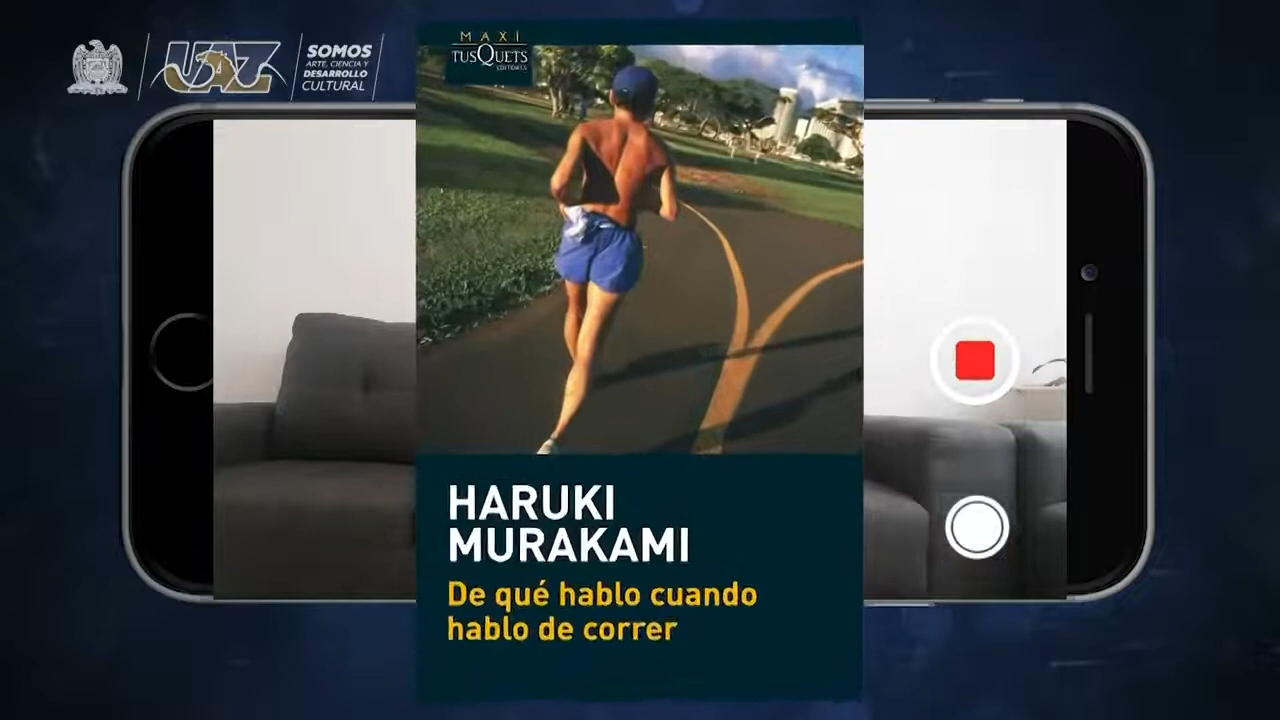 UAZ
SOMOS
ARTE, CIENCIA Y
DESARROLLO
CULTURAL
MAXI
TUSQUETS
EDITORES
HARUKI
MURAKAMI
De qué hablo cuando
hablo de correr